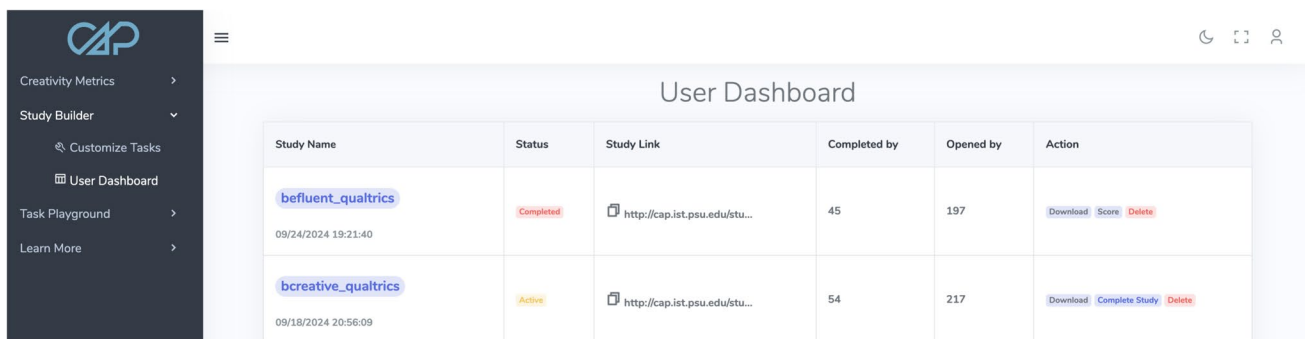 CAP
Creativity Metrics
Study Builder
Customize Tasks
User Dashboard
Task Playground
Learn More
User Dashboard
Study Name Status Study Link Completed by Opened by Action
befluent_qualtrics
09/24/2024 19:21:40
Completed http://cap.ist.psu.edu/stu... 45 197 Download Score Delete
bcreative_qualtrics
09/18/2024 20:56:09
Active http://cap.ist.psu.edu/stu... 54 217 Download Complete Study Delete